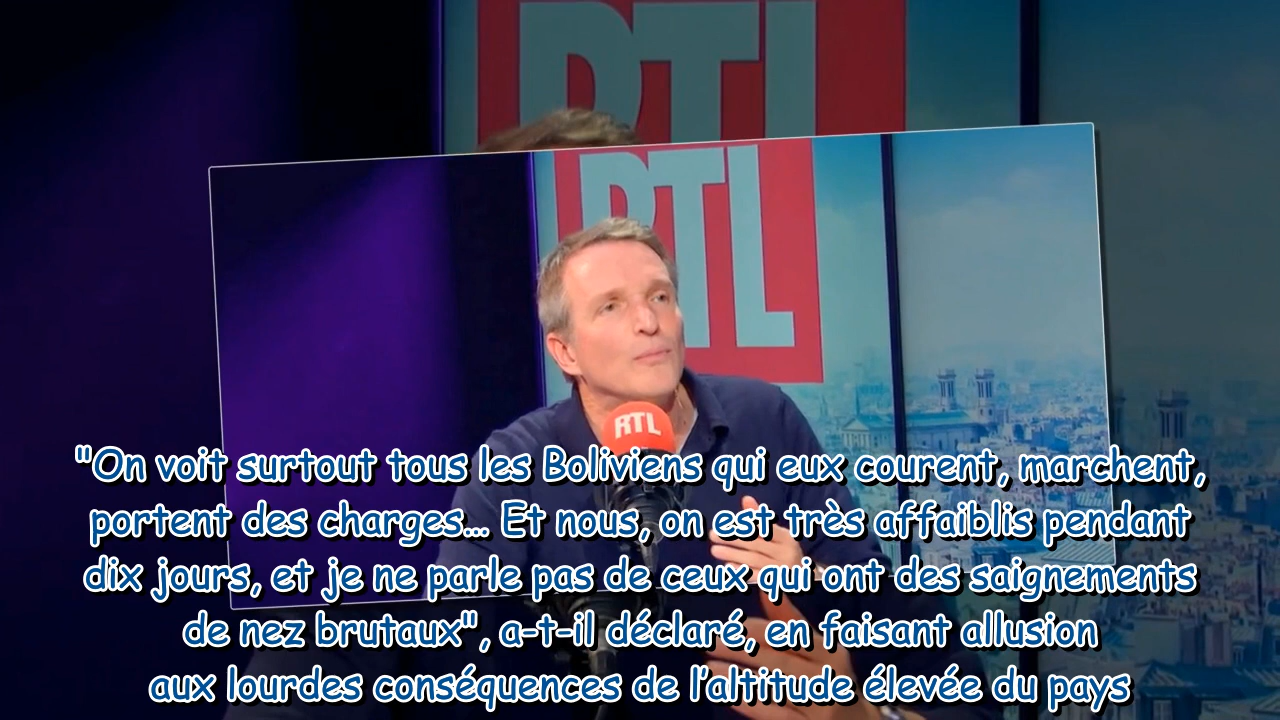 RTL
RTL
RTL
"On voit surtout tous les Boliviens qui eux courent, marchent,
portent des charges... Et nous, on est très affaiblis pendant
dix jours, et je ne parle pas de ceux qui ont des saignements
de nez brutaux", a-t-il déclaré, en faisant allusion
aux lourdes conséquences de l'altitude élevée du pays